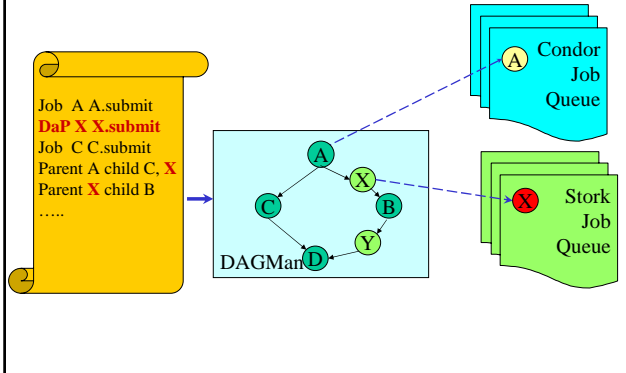 Job A A.submit
DaP X X.submit
Job C C.submit
Parent A child C, X
Parent X child B
…..
A
X
C
B
Y
DAGMan D
A
Condor
Job
Queue
X
Stork
Job
Queue